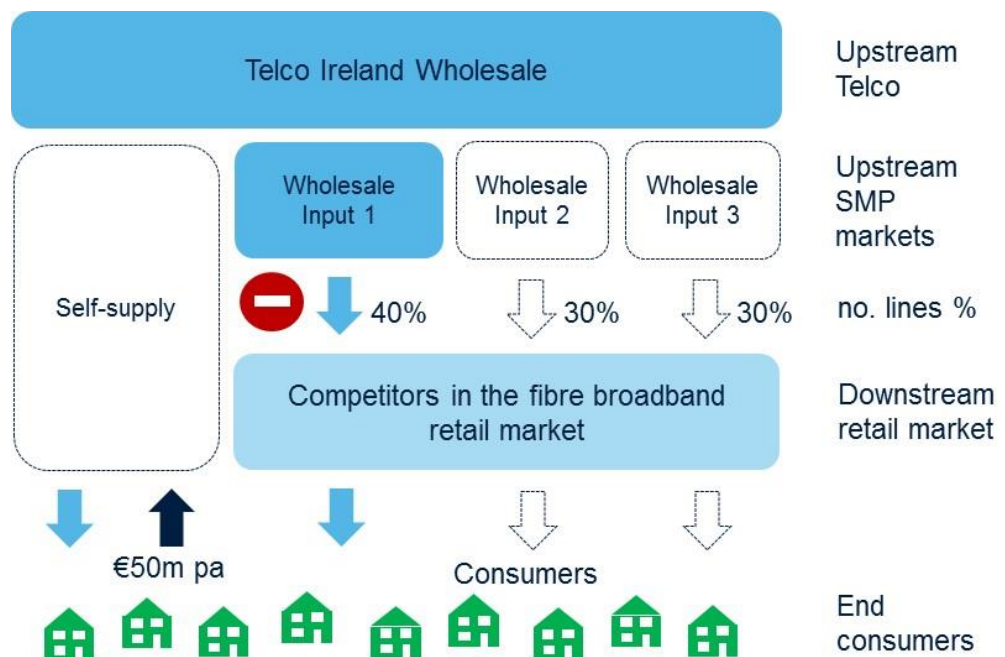 Telco Ireland Wholesale
Upstream
Telco
Self-supply
Wholesale
Input 1
Wholesale
Input 2
Wholesale
Input 3
Upstream
SMP
markets
40%
30%
30%
no. lines %
Competitors in the fibre broadband
retail market
Downstream
retail market
€50m pa
Consumers
End
consumers